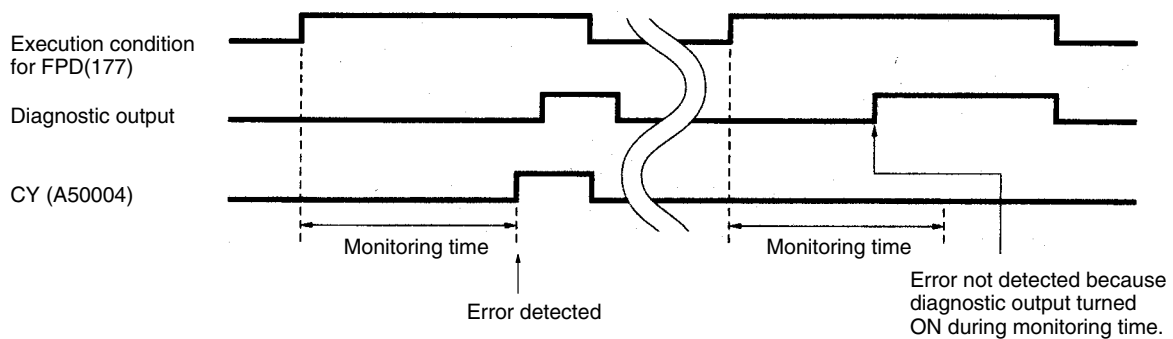 Execution condition
for FPD(177)
Diagnostic output
CY (A50004)
Monitoring time
Monitoring time
Error detected
Error not detected because
diagnostic output turned
ON during monitoring time.